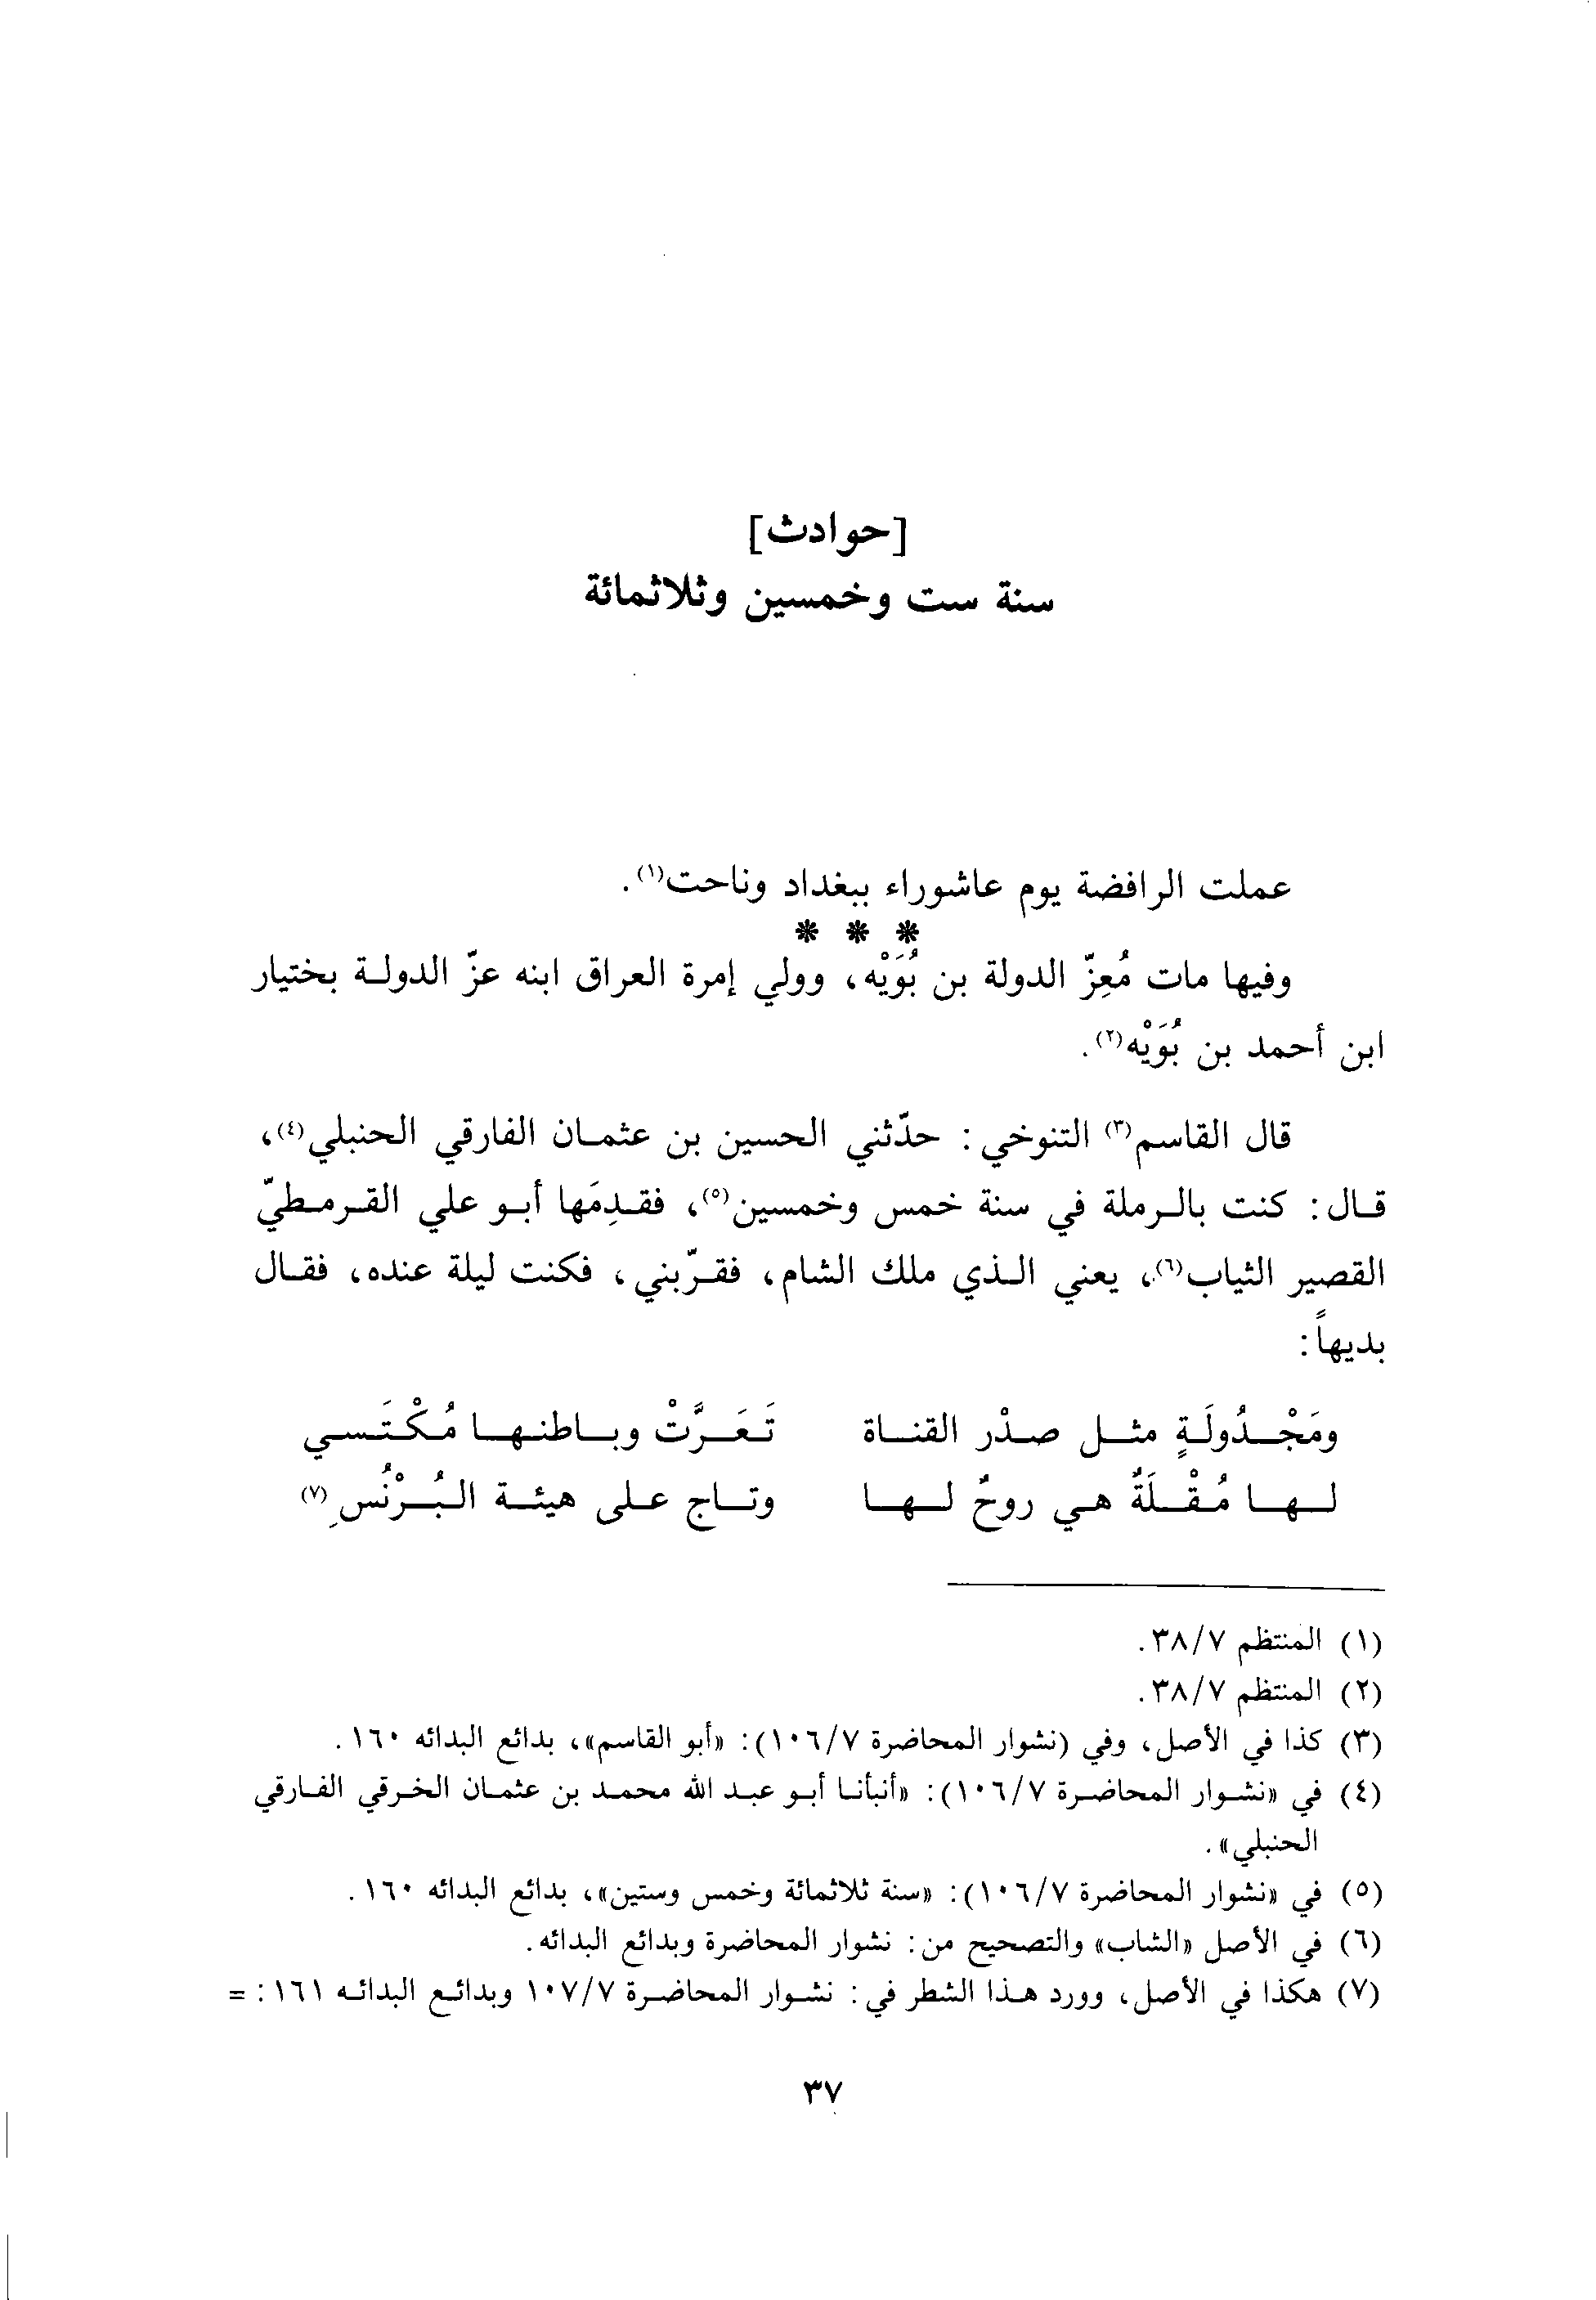 [حوادث]
سنة ست وخمسين وثلاثمائة
عملت الرافضة يوم عاشوراء ببغداد وناحت(١).
* * *
وفيها مات مُعِزّ الدولة بن بُوَيْه، وولي إمرة العراق ابنه عزّ الدولة بختيار
ابن أحمد بن بُوَيْه(٢).
قال القاسم(٣) التنوخي: حدّثني الحسين بن عثمان الفارقي الحنبلي(٤)،
قال: كنت بالرملة في سنة خمس وخمسين(٥)، فقدِمَها أبو علي القرمطيّ
القصير الثياب(٦)، يعني الذي ملك الشام، فقرّبني، فكنت ليلة عنده، فقال
بديهاً:
ومَجْدُولَةٍ مثل صدْر القناة تَعَرَّتْ وباطنها مُكْتَسي
لها مُقْلَةٌ هي روحٌ لها وتاج على هيئة البُرْنُسِ(٧)
(١) المنتظم ٣٨/٧.
(٢) المنتظم ٣٨/٧.
(٣) كذا في الأصل، وفي (نشوار المحاضرة ١٠٦/٧): «أبو القاسم»، بدائع البدائه ١٦٠.
(٤) في «نشوار المحاضرة ١٠٦/٧): «أنبأنا أبو عبد الله محمد بن عثمان الخرقي الفارقي
الحنبلي».
(٥) في «نشوار المحاضرة ١٠٦/٧): «سنة ثلاثمائة وخمس وستين»، بدائع البدائه ١٦٠.
(٦) في الأصل «الشاب» والتصحيح من: نشوار المحاضرة وبدائع البدائه.
(٧) هكذا في الأصل، وورد هذا الشطر في: نشوار المحاضرة ١٠٧/٧ وبدائع البدائه ١٦١: =
٣٧